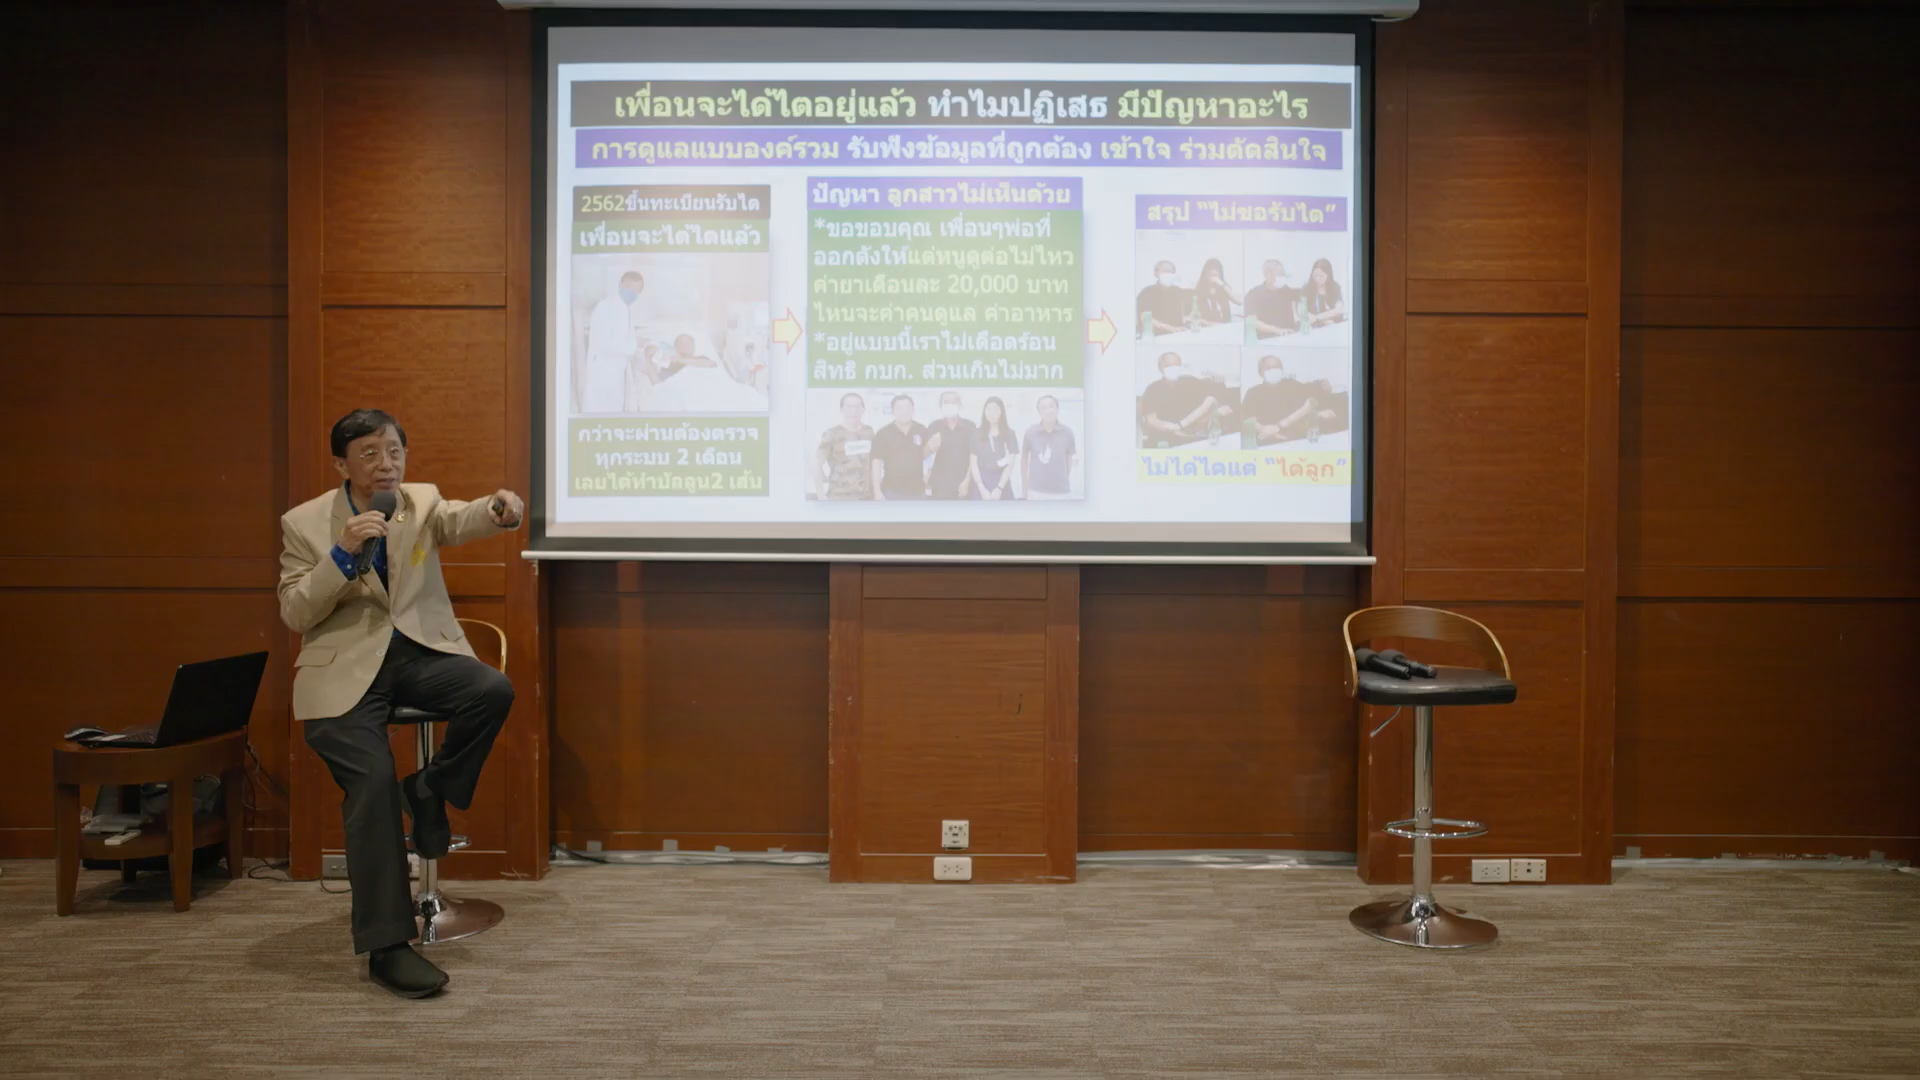 เพื่อนจะได้ไตอยู่แล้ว ทำไมปฏิเสธ มีปัญหาอะไร
การดูแลแบบองค์รวม รับฟังข้อมูลที่ถูกต้อง เข้าใจ ร่วมตัดสินใจ
2562ขึ้นทะเบียนรับไต
เพื่อนจะได้ไตแล้ว
กว่าจะผ่านต้องตรวจ
ทุกระบบ 2 เดือน
เลยได้ทำบัลลูน2 เส้น
ปัญหา ลูกสาวไม่เห็นด้วย
*ขอขอบคุณ เพื่อนๆพ่อที่
ออกตังให้แต่หนูดูต่อไม่ไหว
ค่ายาเดือนละ 20,000 บาท
ไหนจะค่าคนดูแล ค่าอาหาร
*อยู่แบบนี้เราไม่เดือดร้อน
สิทธิ กบก. ส่วนเกินไม่มาก
สรุป “ไม่ขอรับไต”
ไม่ได้ไตแต่ “ได้ลูก”